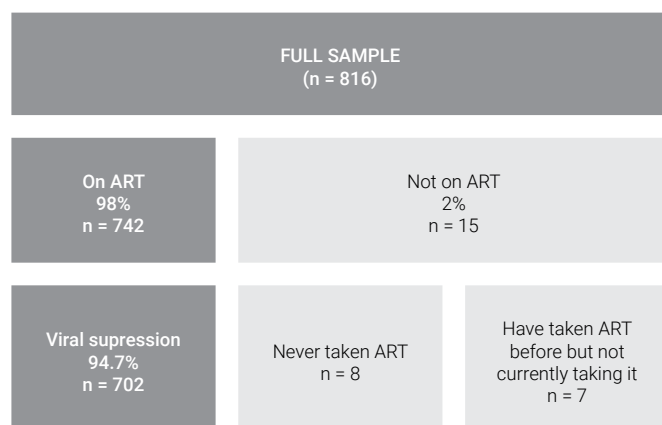 FULL SAMPLE
(n = 816)
On ART
98%
n = 742
Not on ART
2%
n = 15
Viral supression
94.7%
n = 702
Never taken ART
n = 8
Have taken ART
before but not
currently taking it
n = 7